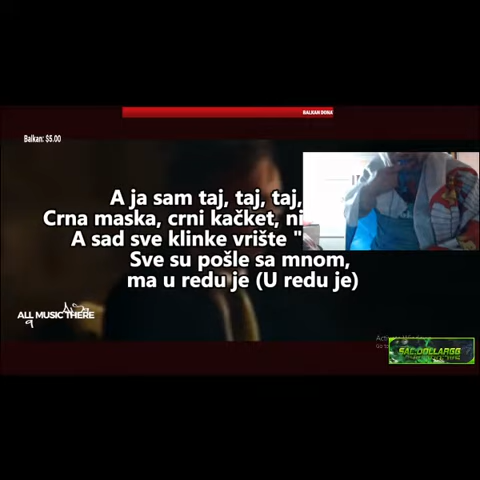 BALKAN DONA
Balkan: $5.00
A ja sam taj, taj, taj,
Crna maska, crni kačket, ni
A sad sve klinke vrište "
Sve su pošle sa mnom,
ma u redu je (U redu je)
ALL MUSIC THERE